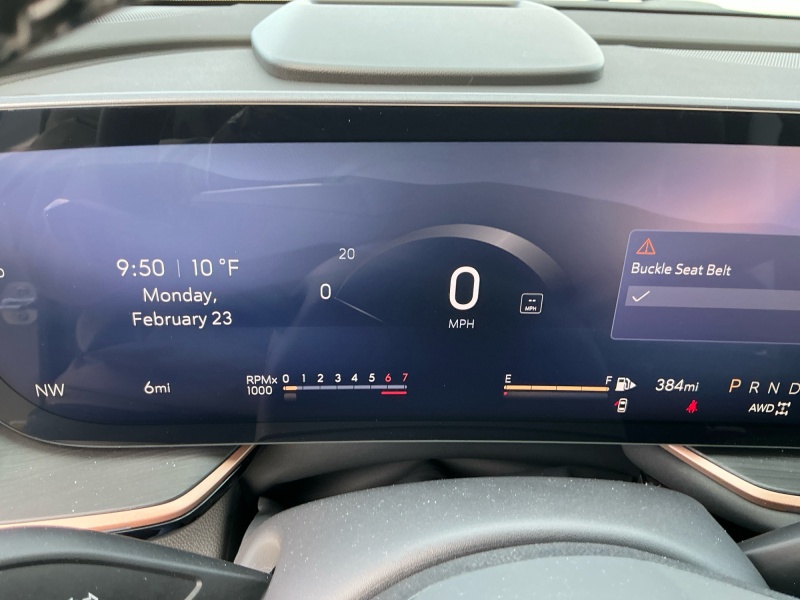 9:50 | 10 °F
Monday,
February 23
20
0
0
MPH
--
MPH
Buckle Seat Belt
NW
6mi
RPMx
1000
0 1 2 3 4 5 6 7
E F
384mi
P R N D
AWD